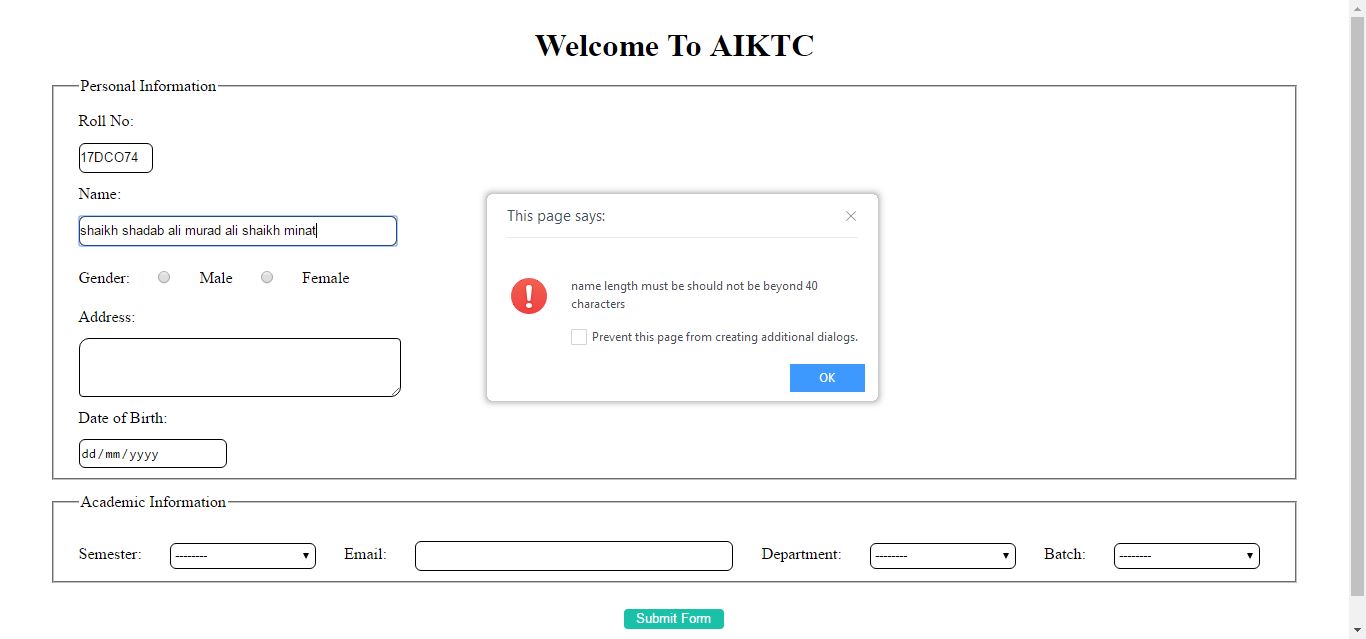 Welcome To AIKTC
Personal Information
Roll No:
17DCO74
Name:
shaikh shadab ali murad ali shaikh minat
Gender: Male Female
Address:
Date of Birth:
dd/mm/yyyy
This page says:
name length must be should not be beyond 40
characters
Prevent this page from creating additional dialogs.
OK
Academic Information
Semester: -------- Email: Department: -------- Batch: --------
Submit Form